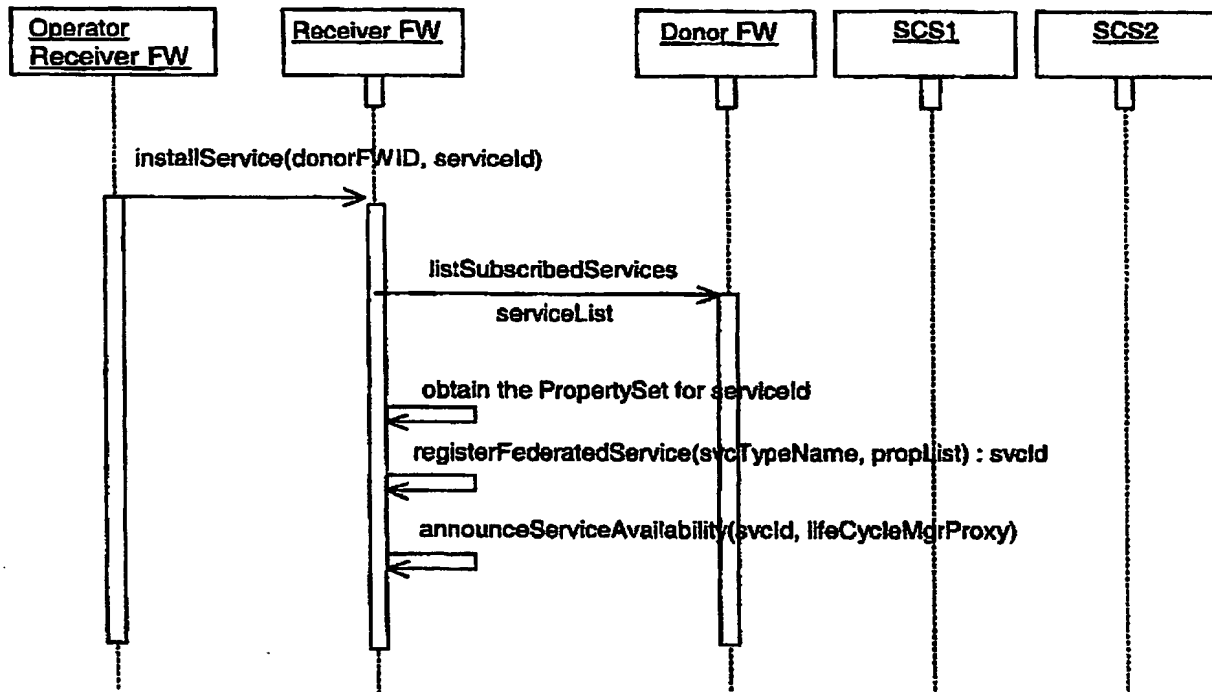 Operator
Receiver FW
Receiver FW
Donor FW
SCS1
SCS2
installService(donorFWID, serviceId)
listSubscribedServices
serviceList
obtain the PropertySet for serviceId
registerFederatedService(svcTypeName, propList) : svcId
announceServiceAvailability(svcId, lifeCycleMgrProxy)